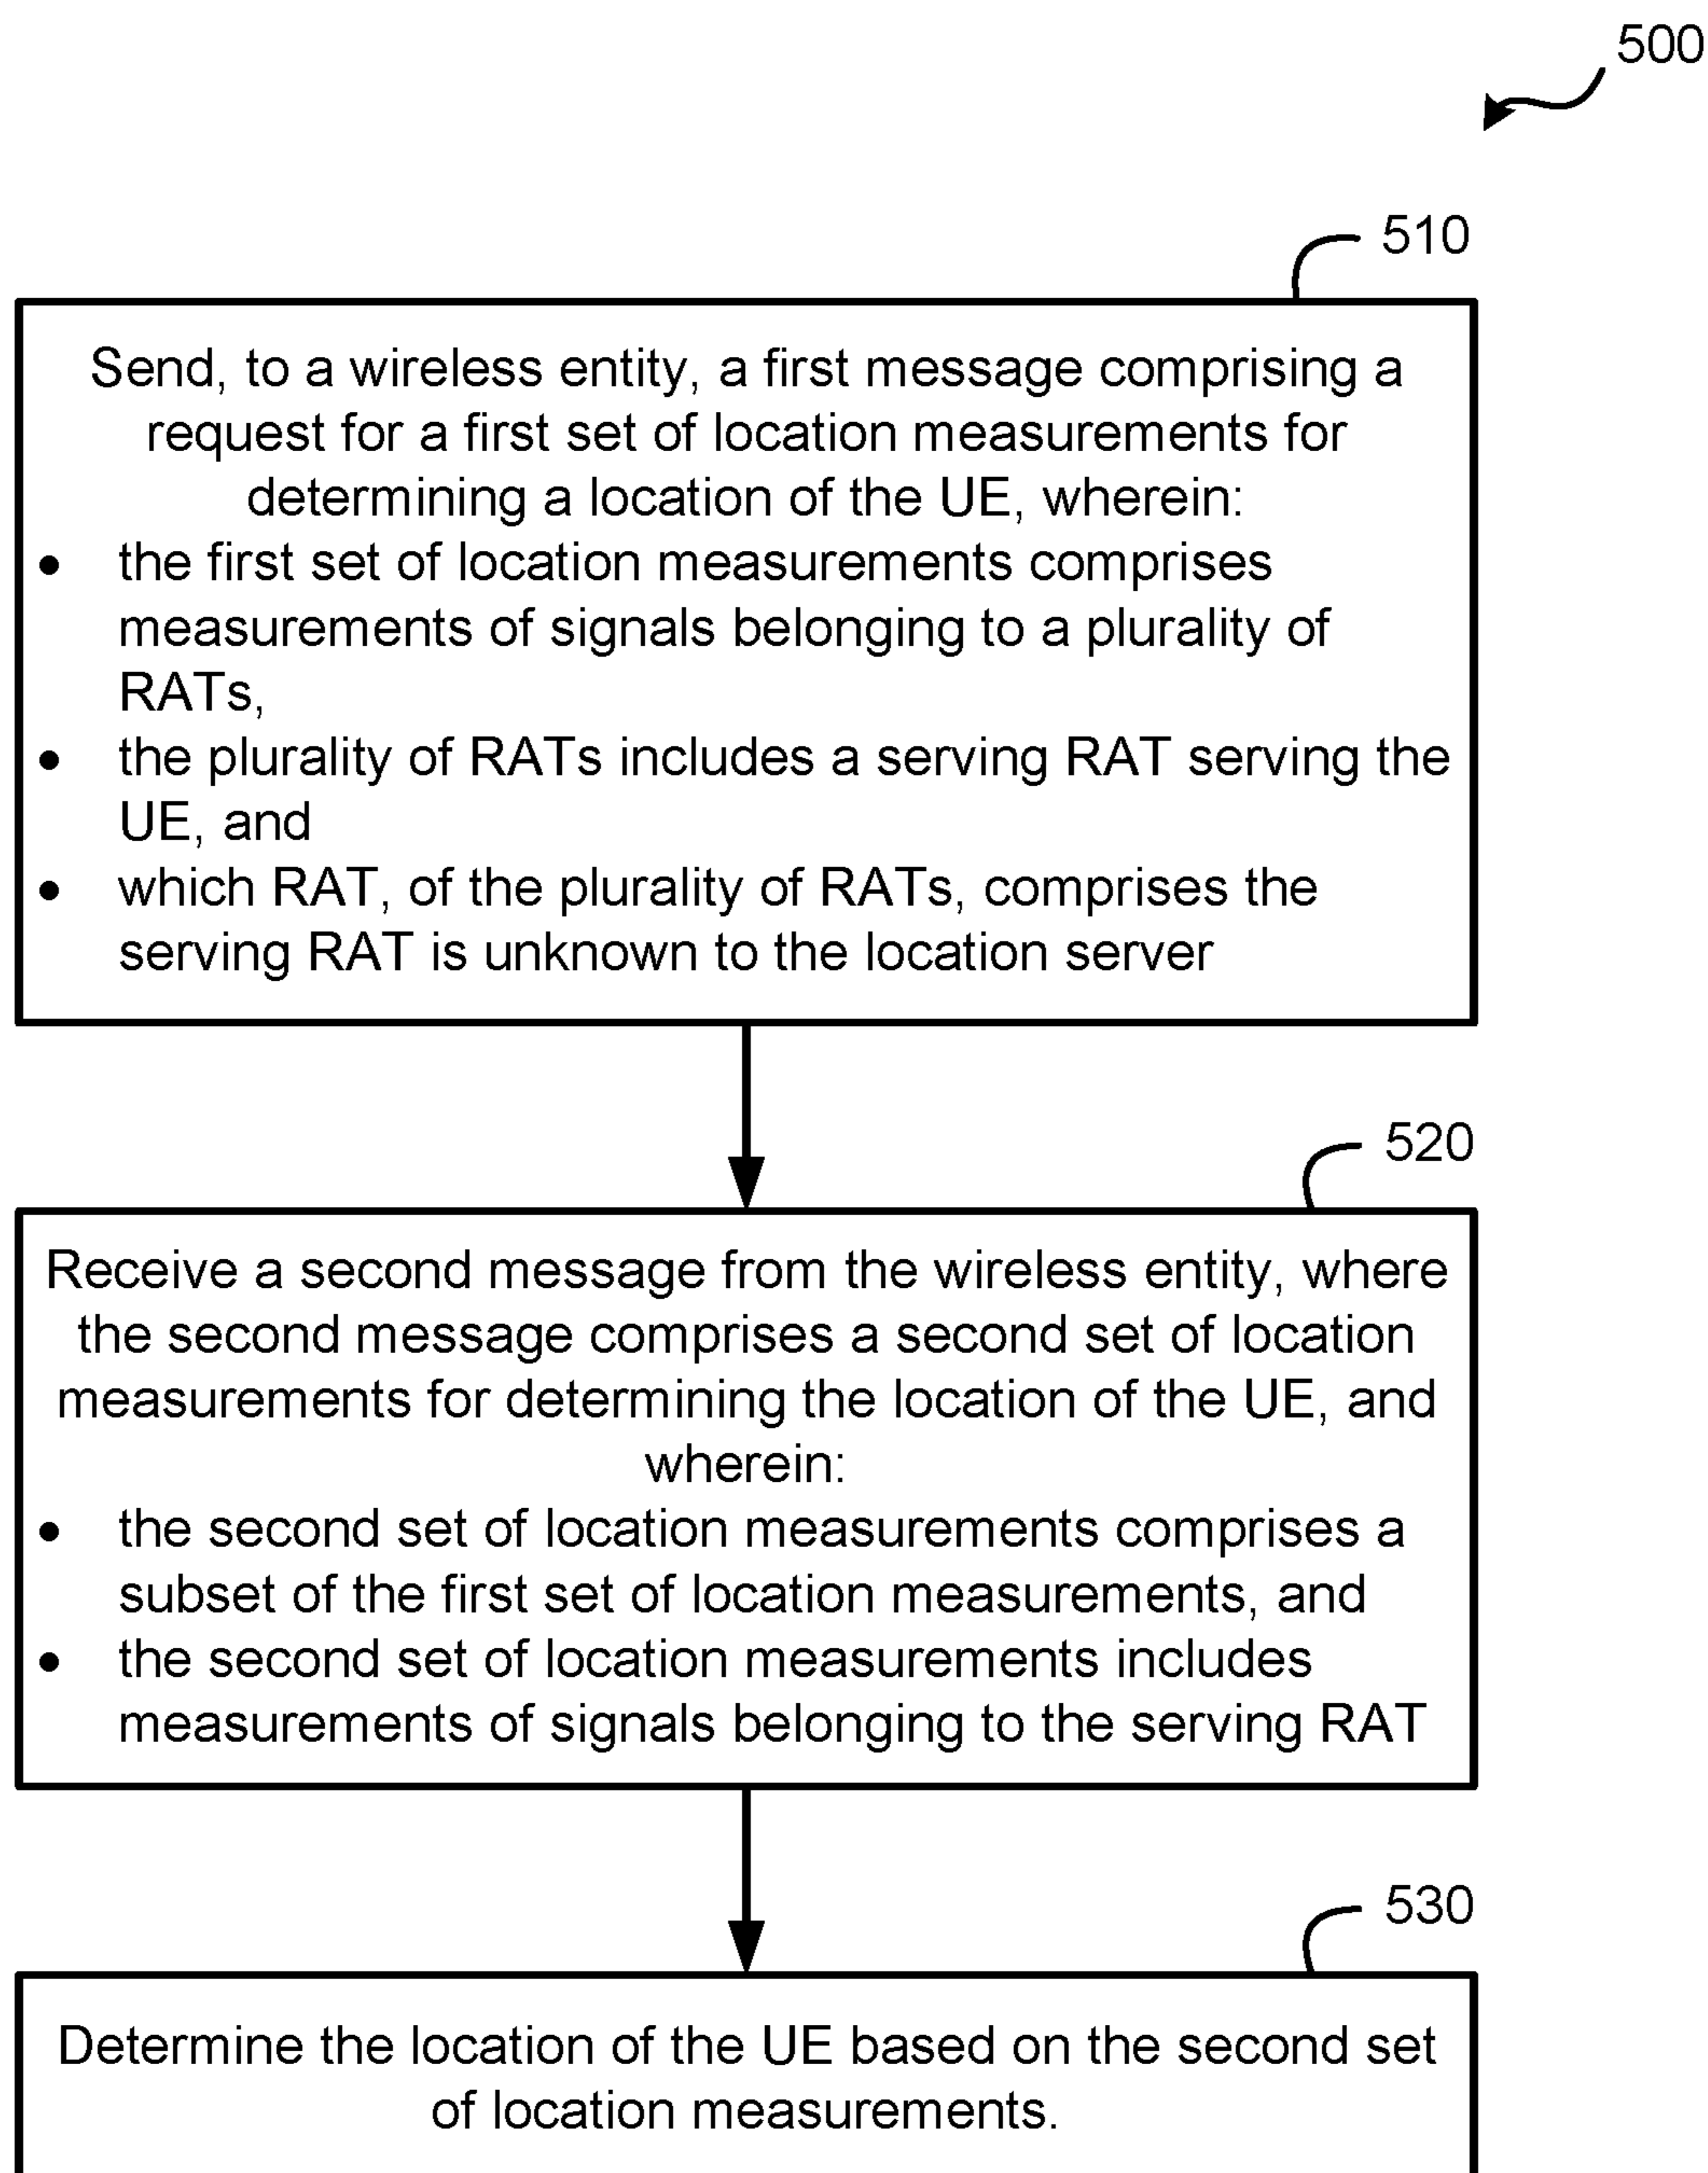 500
510
Send, to a wireless entity, a first message comprising a
request for a first set of location measurements for
determining a location of the UE, wherein:
• the first set of location measurements comprises
measurements of signals belonging to a plurality of
RATs,
• the plurality of RATs includes a serving RAT serving the
UE, and
• which RAT, of the plurality of RATs, comprises the
serving RAT is unknown to the location server
520
Receive a second message from the wireless entity, where
the second message comprises a second set of location
measurements for determining the location of the UE, and
wherein:
• the second set of location measurements comprises a
subset of the first set of location measurements, and
• the second set of location measurements includes
measurements of signals belonging to the serving RAT
530
Determine the location of the UE based on the second set
of location measurements.